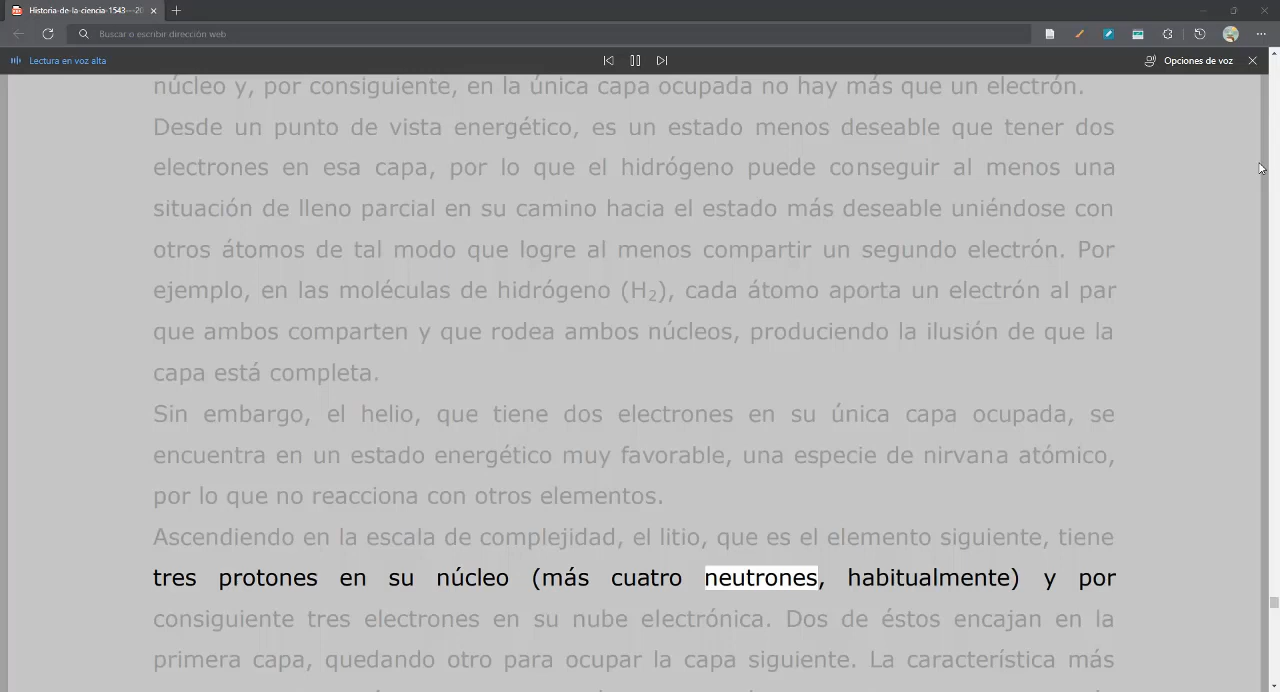 Historia-de-la-ciencia-1543---20
Buscar o escribir dirección web
Lectura en voz alta
Opciones de voz
núcleo y, por consiguiente, en la única capa ocupada no hay más que un electrón.
Desde un punto de vista energético, es un estado menos deseable que tener dos
electrones en esa capa, por lo que el hidrógeno puede conseguir al menos una
situación de lleno parcial en su camino hacia el estado más deseable uniéndose con
otros átomos de tal modo que logre al menos compartir un segundo electrón. Por
ejemplo, en las moléculas de hidrógeno (H₂), cada átomo aporta un electrón al par
que ambos comparten y que rodea ambos núcleos, produciendo la ilusión de que la
capa está completa.
Sin embargo, el helio, que tiene dos electrones en su única capa ocupada, se
encuentra en un estado energético muy favorable, una especie de nirvana atómico,
por lo que no reacciona con otros elementos.
Ascendiendo en la escala de complejidad, el litio, que es el elemento siguiente, tiene
tres protones en su núcleo (más cuatro neutrones, habitualmente) y por
consiguiente tres electrones en su nube electrónica. Dos de éstos encajan en la
primera capa, quedando otro para ocupar la capa siguiente. La característica más